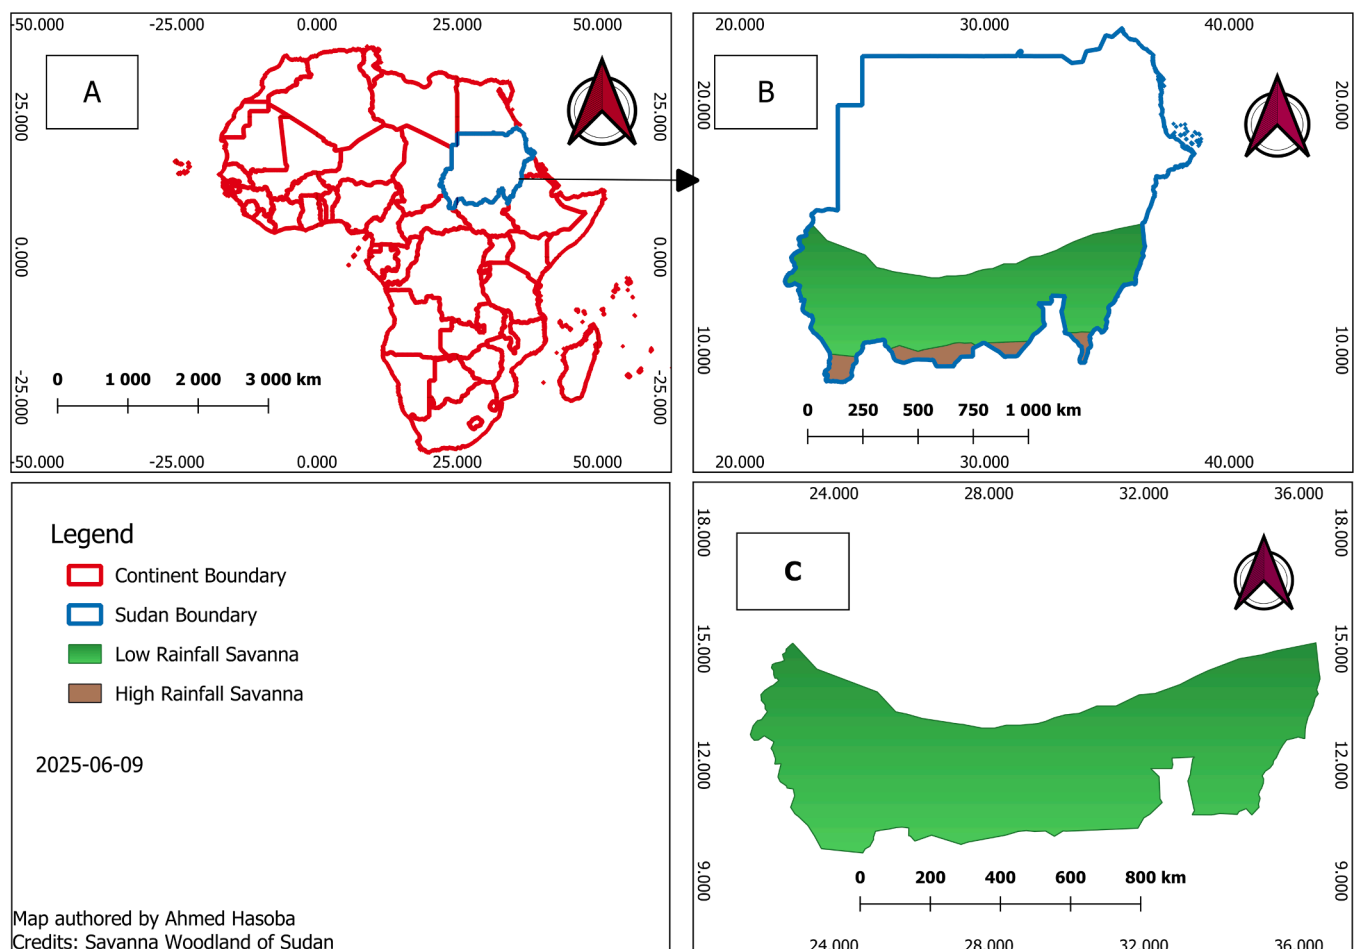 -50.000 -25.000 0.000 25.000 50.000
A
25.000 25.000
0.000 0.000
-25.000 -25.000
0 1 000 2 000 3 000 km
-50.000 -25.000 0.000 25.000 50.000
20.000 30.000 40.000
B
20.000 20.000
10.000 10.000
0 250 500 750 1 000 km
20.000 30.000 40.000
Legend
Continent Boundary
Sudan Boundary
Low Rainfall Savanna
High Rainfall Savanna
2025-06-09
Map authored by Ahmed Hasoba
Credits: Savanna Woodland of Sudan
24.000 28.000 32.000 36.000
18.000 18.000
C
15.000 15.000
12.000 12.000
9.000 9.000
0 200 400 600 800 km
24.000 28.000 32.000 36.000